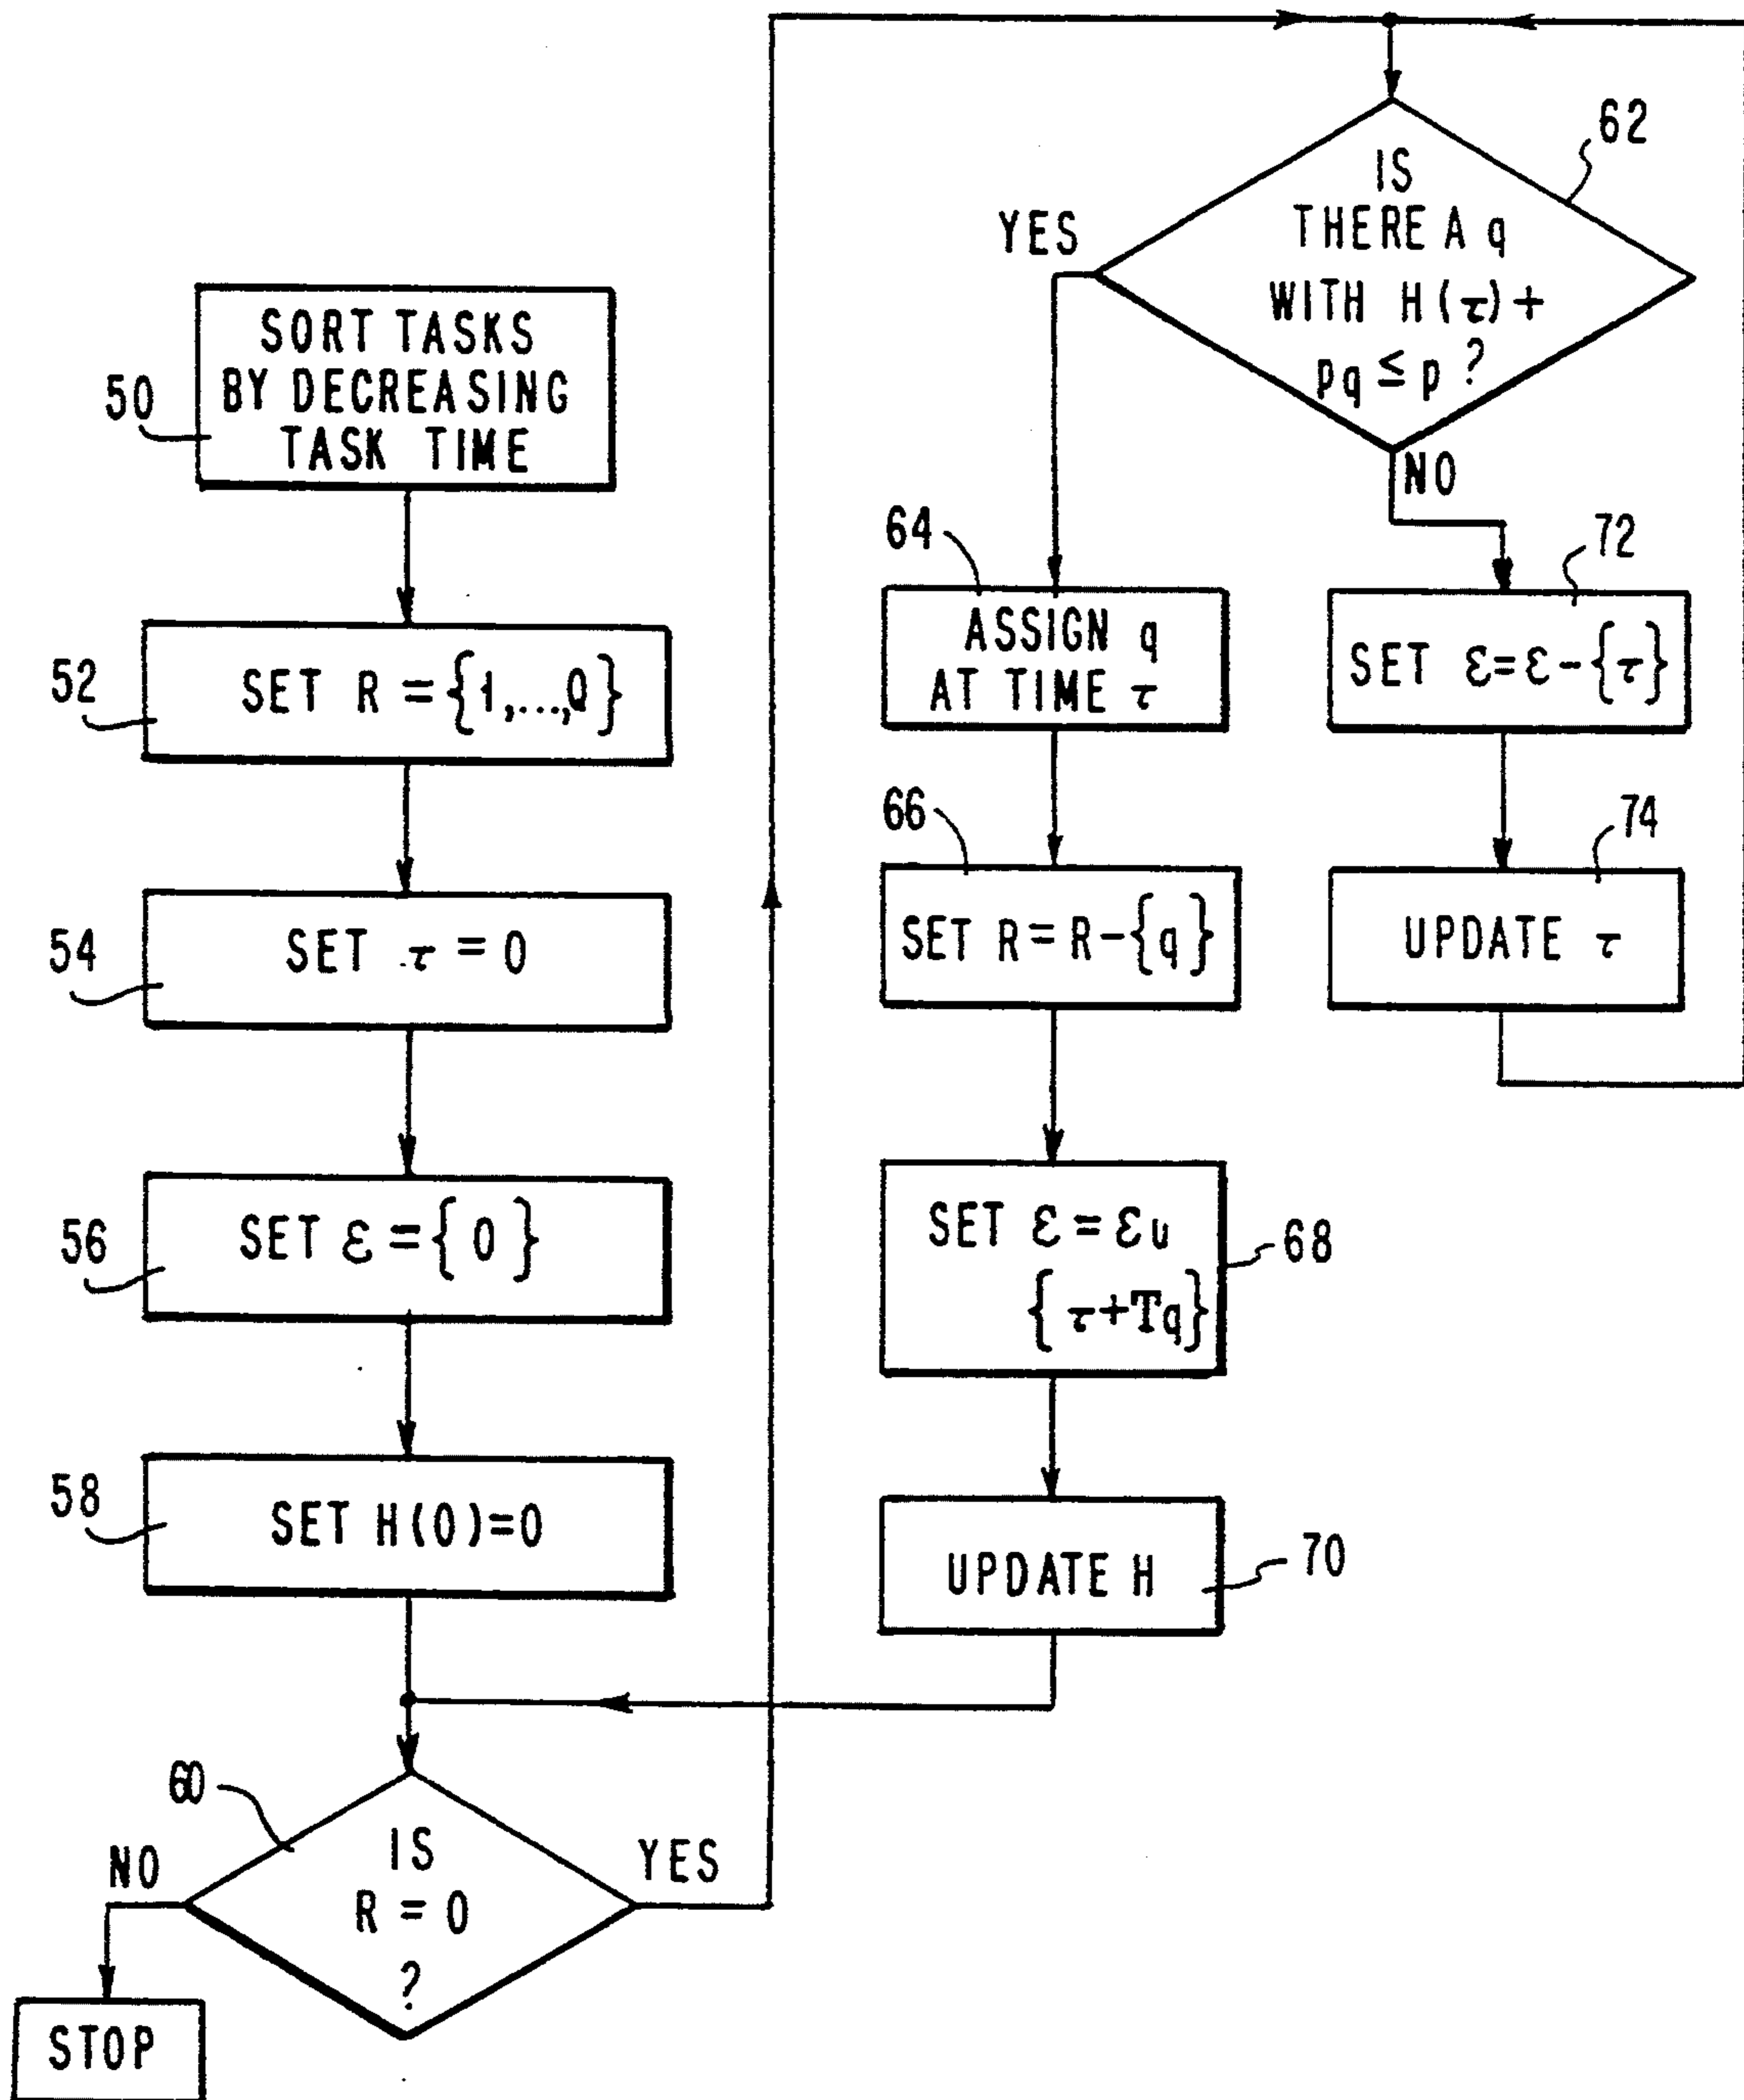 50
SORT TASKS
BY DECREASING
TASK TIME
52
SET R = {1,...,Q}
54
SET τ = 0
56
SET ε = {0}
58
SET H(0)=0
60
IS
R = 0
?
NO
YES
STOP
62
IS
THERE A q
WITH H(τ)+
pq ≤ p ?
YES
NO
64
ASSIGN q
AT TIME τ
66
SET R = R-{q}
68
SET ε = ε∪
{τ+Tq}
70
UPDATE H
72
SET ε=ε-{τ}
74
UPDATE τ